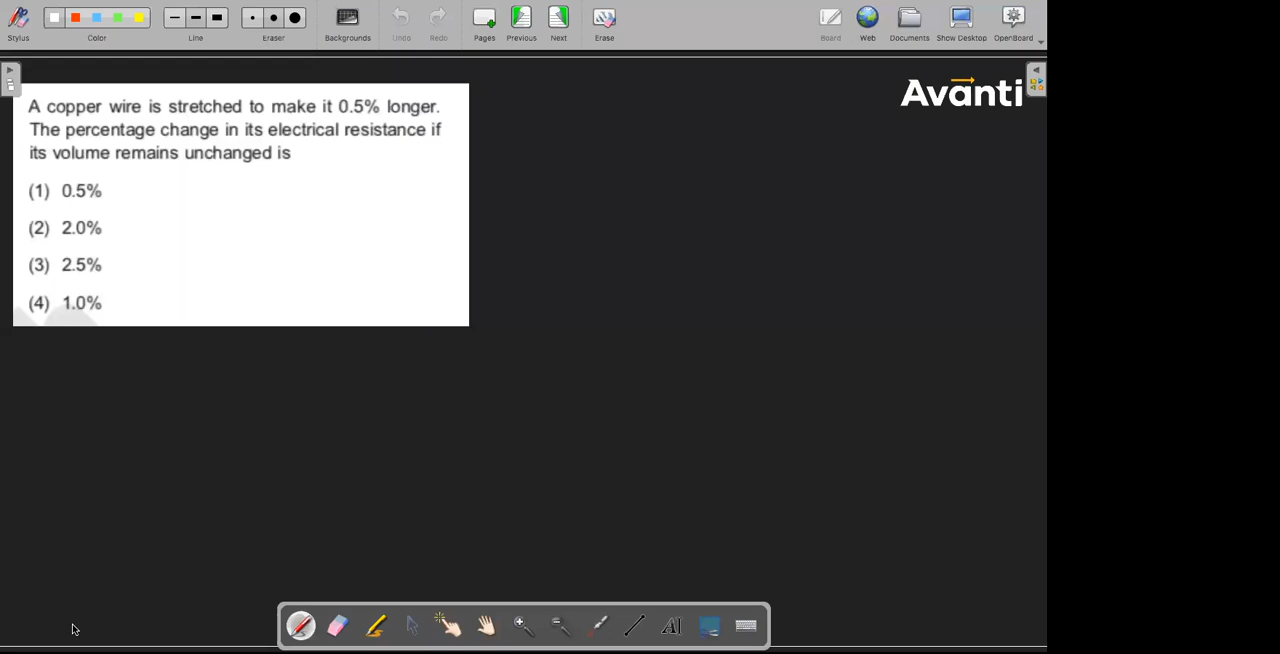 Stylus
Color
Line
Eraser
Backgrounds
Undo
Redo
Pages
Previous
Next
Erase
Board
Web
Documents
Show Desktop
OpenBoard
Avanti
A copper wire is stretched to make it 0.5% longer.
The percentage change in its electrical resistance if
its volume remains unchanged is
(1) 0.5%
(2) 2.0%
(3) 2.5%
(4) 1.0%
AI